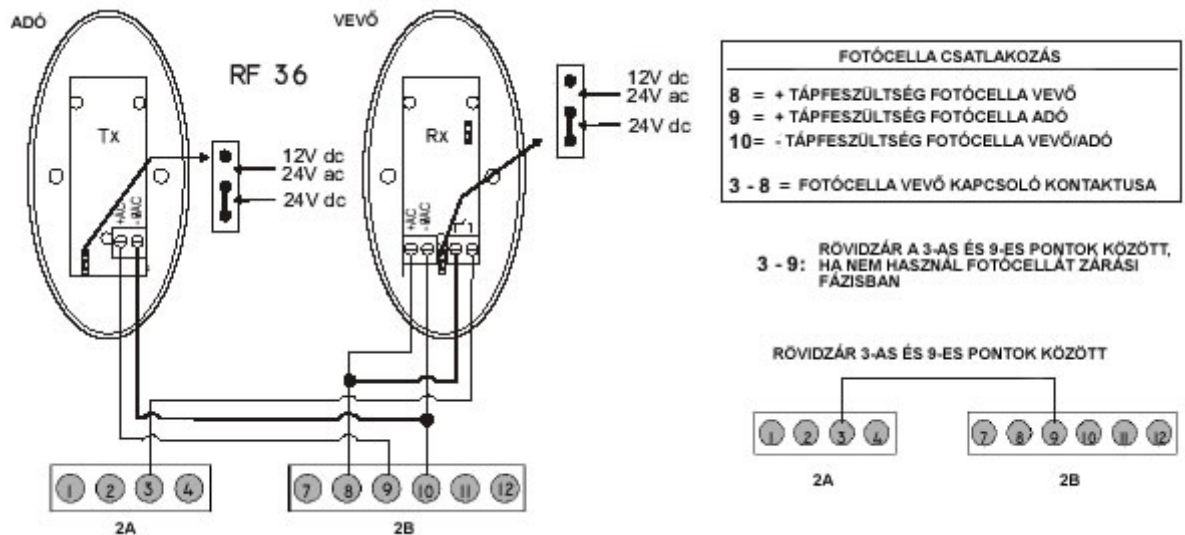 ADÓ
VEVŐ
RF 36
Tx
12V dc
24V ac
24V dc
+AC
Rx
12V dc
24V ac
24V dc
+AC
1 2 3 4
2A
7 8 9 10 11 12
2B
FOTÓCELLA CSATLAKOZÁS
8 = + TÁPFESZÜLTSÉG FOTÓCELLA VEVŐ
9 = + TÁPFESZÜLTSÉG FOTÓCELLA ADÓ
10= - TÁPFESZÜLTSÉG FOTÓCELLA VEVŐ/ADÓ
3 - 8 = FOTÓCELLA VEVŐ KAPCSOLÓ KONTAKTUSA
3 - 9: RÖVIDZÁR A 3-AS ÉS 9-ES PONTOK KÖZÖTT,
HA NEM HASZNÁL FOTÓCELLÁT ZÁRÁSI
FÁZISBAN
RÖVIDZÁR 3-AS ÉS 9-ES PONTOK KÖZÖTT
1 2 3 4
2A
7 8 9 10 11 12
2B